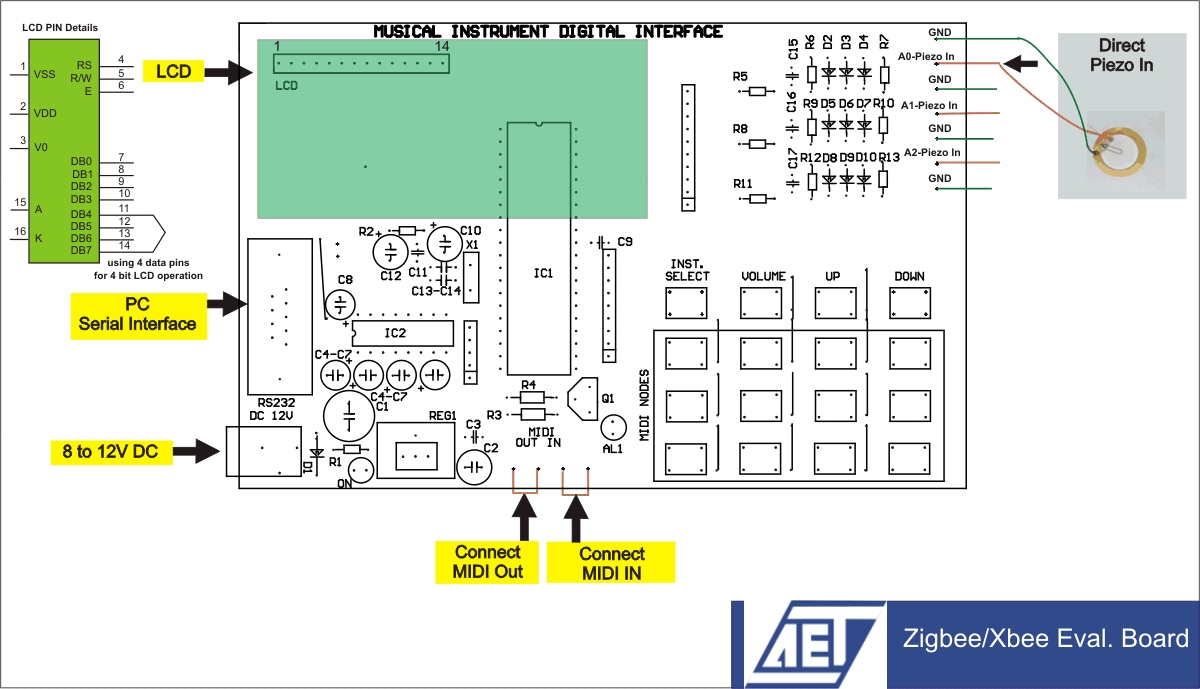 LCD PIN Details
1
VSS
RS
4
R/W
5
E
6
2
VDD
3
V0
DB0
7
DB1
8
DB2
9
DB3
10
15
A
DB4
11
DB5
12
16
K
DB6
13
DB7
14
using 4 data pins
for 4 bit LCD operation
LCD
PC
Serial Interface
8 to 12V DC
MUSICAL INSTRUMENT DIGITAL INTERFACE
1
14
LCD
R5
C15
R6
D2
D3
D4
R7
R8
C16
R9
D5
D6
D7
R10
R11
C17
R12
D8
D9
D10
R13
GND
A0-Piezo In
GND
A1-Piezo In
GND
A2-Piezo In
GND
Direct
Piezo In
R2
C10
X1
C12
C11
C13-C14
C8
IC1
C9
IC2
C4-C7
C4-C7
C1
RS232
DC 12V
D1
R1
ON
REG1
C3
C2
R4
R3
Q1
AL1
MIDI
OUT IN
INST.
SELECT
VOLUME
UP
DOWN
MIDI NODES
Connect
MIDI Out
Connect
MIDI IN
AET
Zigbee/Xbee Eval. Board